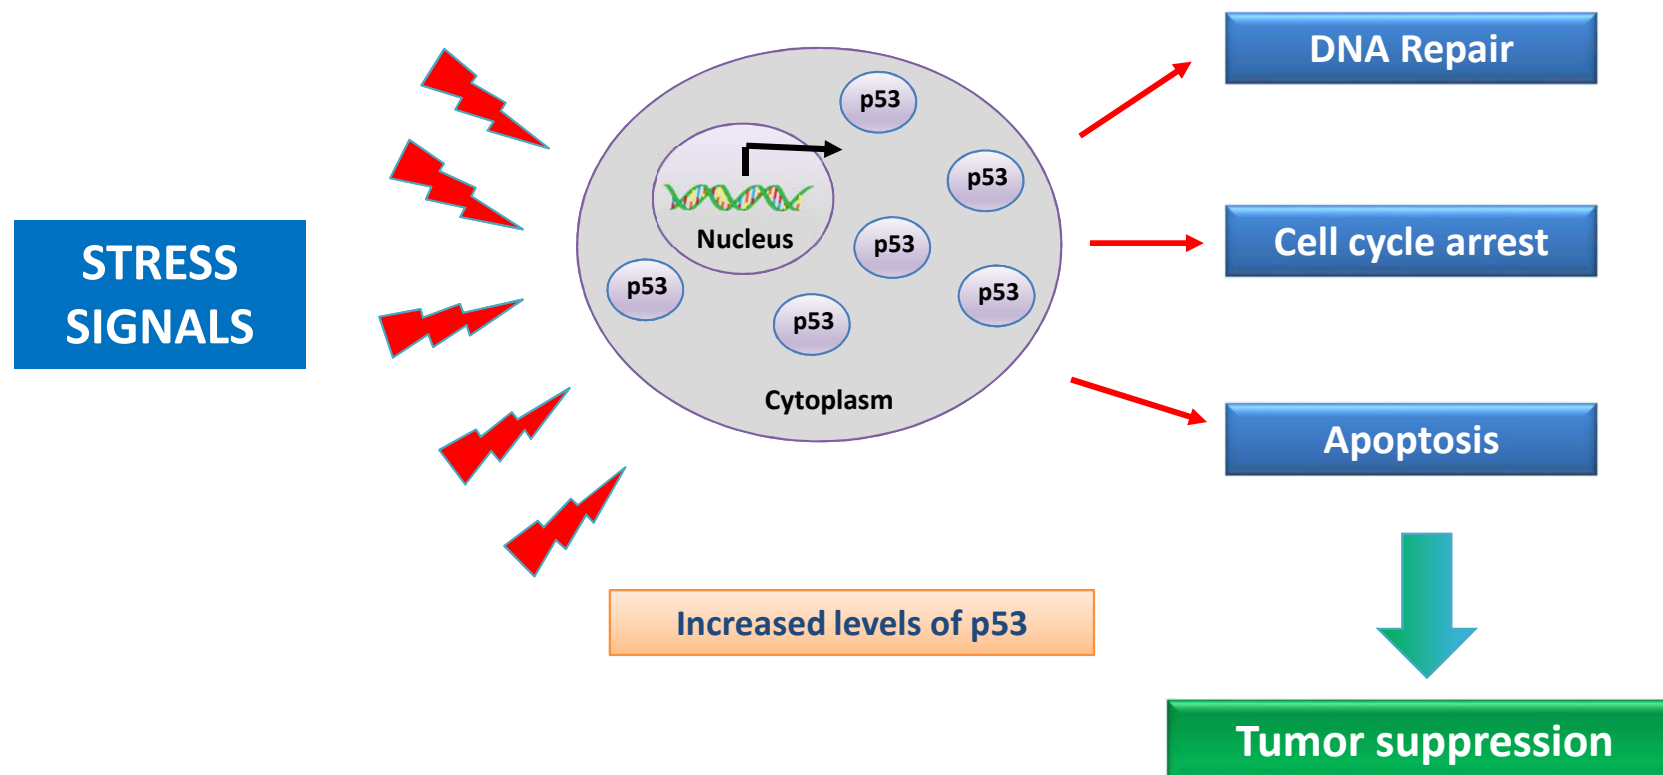 STRESS
SIGNALS
p53
p53
Nucleus
p53
p53
p53
p53
Cytoplasm
Increased levels of p53
DNA Repair
Cell cycle arrest
Apoptosis
Tumor suppression